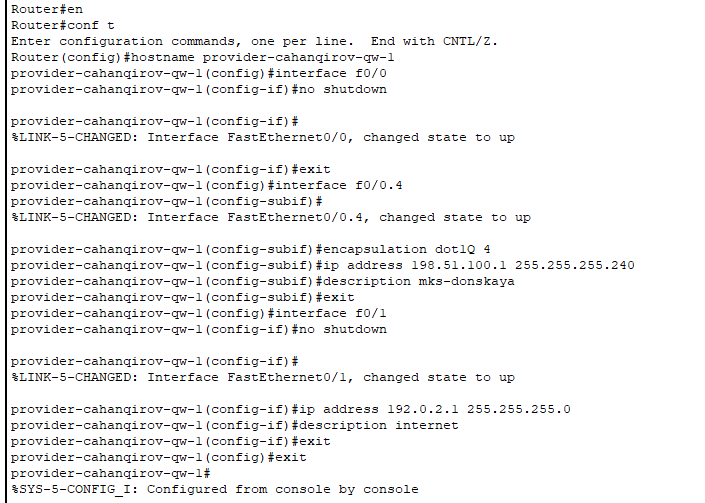 Router#en
Router#conf t
Enter configuration commands, one per line.  End with CNTL/Z.
Router(config)#hostname provider-cahanqirov-qw-1
provider-cahanqirov-qw-1(config)#interface f0/0
provider-cahanqirov-qw-1(config-if)#no shutdown
provider-cahanqirov-qw-1(config-if)#
%LINK-5-CHANGED: Interface FastEthernet0/0, changed state to up
provider-cahanqirov-qw-1(config-if)#exit
provider-cahanqirov-qw-1(config)#interface f0/0.4
provider-cahanqirov-qw-1(config-subif)#
%LINK-5-CHANGED: Interface FastEthernet0/0.4, changed state to up
provider-cahanqirov-qw-1(config-subif)#encapsulation dot1Q 4
provider-cahanqirov-qw-1(config-subif)#ip address 198.51.100.1 255.255.255.240
provider-cahanqirov-qw-1(config-subif)#description mks-donskaya
provider-cahanqirov-qw-1(config-subif)#exit
provider-cahanqirov-qw-1(config)#interface f0/1
provider-cahanqirov-qw-1(config-if)#no shutdown
provider-cahanqirov-qw-1(config-if)#
%LINK-5-CHANGED: Interface FastEthernet0/1, changed state to up
provider-cahanqirov-qw-1(config-if)#ip address 192.0.2.1 255.255.255.0
provider-cahanqirov-qw-1(config-if)#description internet
provider-cahanqirov-qw-1(config-if)#exit
provider-cahanqirov-qw-1(config)#exit
provider-cahanqirov-qw-1#
%SYS-5-CONFIG_I: Configured from console by console